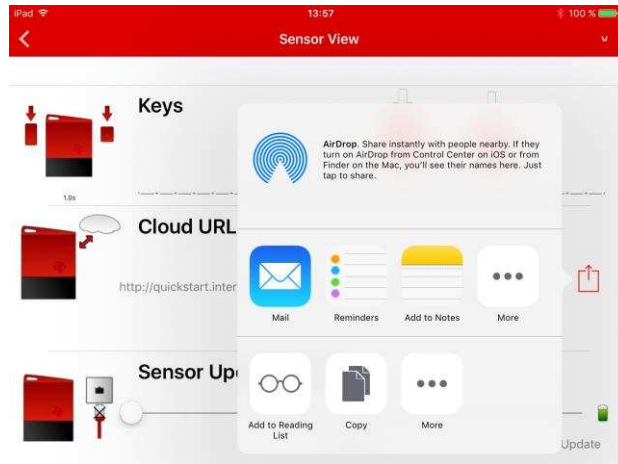 iPad 13:57 100 %
Sensor View
Keys
AirDrop. Share instantly with people nearby. If they
turn on AirDrop from Control Center on iOS or from
Finder on the Mac, you'll see their names here. Just
tap to share.
1.0s
Cloud URL
http://quickstart.inter
Mail Reminders Add to Notes More
Sensor Up
Add to Reading
List
Copy More
Update